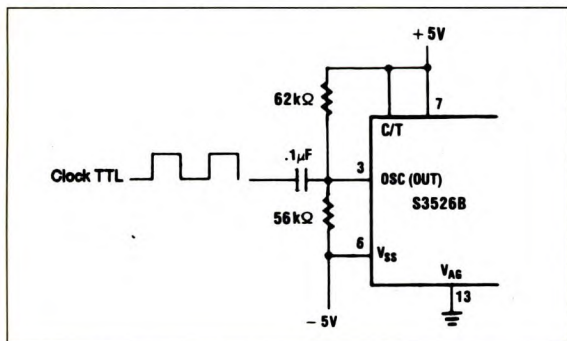 + 5V
7
62kΩ
C/T
.1μF
Clock TTL
3
OSC (OUT)
S3526B
56kΩ
6
VSS
VAG
13
- 5V